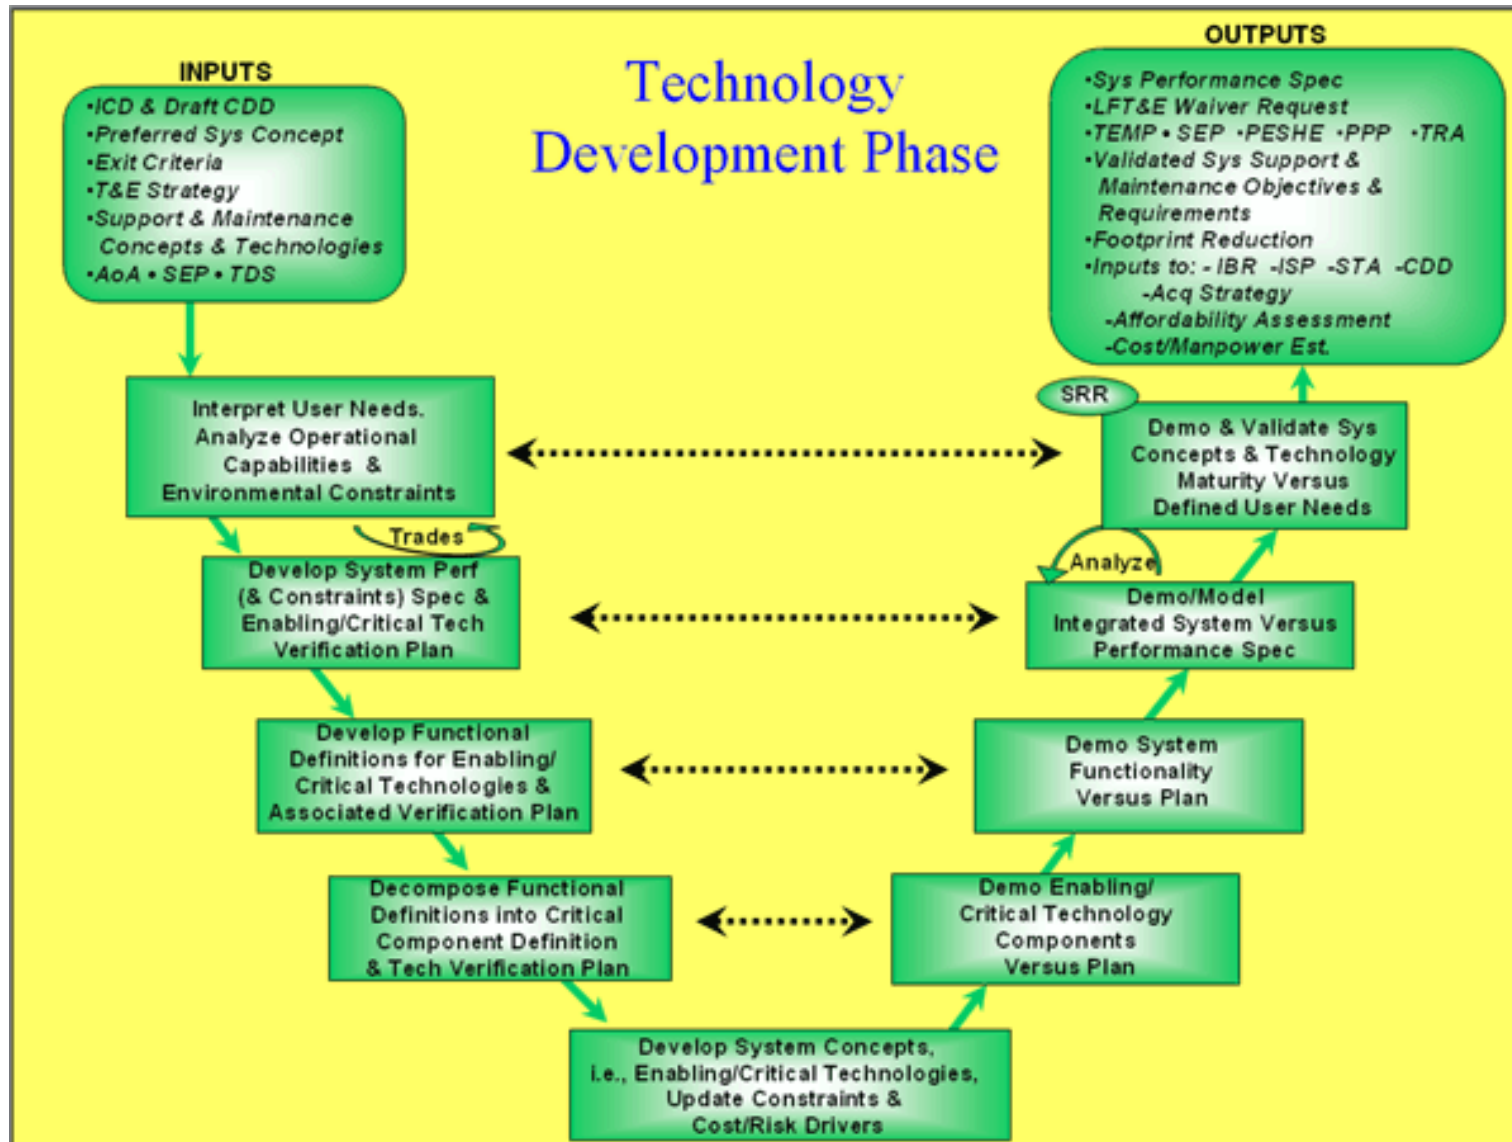 Technology
Development Phase
INPUTS
•ICD & Draft CDD
•Preferred Sys Concept
•Exit Criteria
•T&E Strategy
•Support & Maintenance
Concepts & Technologies
•AoA • SEP • TDS
OUTPUTS
•Sys Performance Spec
•LFT&E Waiver Request
•TEMP • SEP •PESHE •PPP •TRA
•Validated Sys Support &
Maintenance Objectives &
Requirements
•Footprint Reduction
•Inputs to: - IBR -ISP -STA -CDD
-Acq Strategy
-Affordability Assessment
-Cost/Manpower Est.
Interpret User Needs.
Analyze Operational
Capabilities &
Environmental Constraints
Trades
Develop System Perf
(& Constraints) Spec &
Enabling/Critical Tech
Verification Plan
Develop Functional
Definitions for Enabling/
Critical Technologies &
Associated Verification Plan
Decompose Functional
Definitions into Critical
Component Definition
& Tech Verification Plan
Develop System Concepts,
i.e., Enabling/Critical Technologies,
Update Constraints &
Cost/Risk Drivers
Demo Enabling/
Critical Technology
Components
Versus Plan
Demo System
Functionality
Versus Plan
Demo/Model
Integrated System Versus
Performance Spec
Analyze
SRR
Demo & Validate Sys
Concepts & Technology
Maturity Versus
Defined User Needs